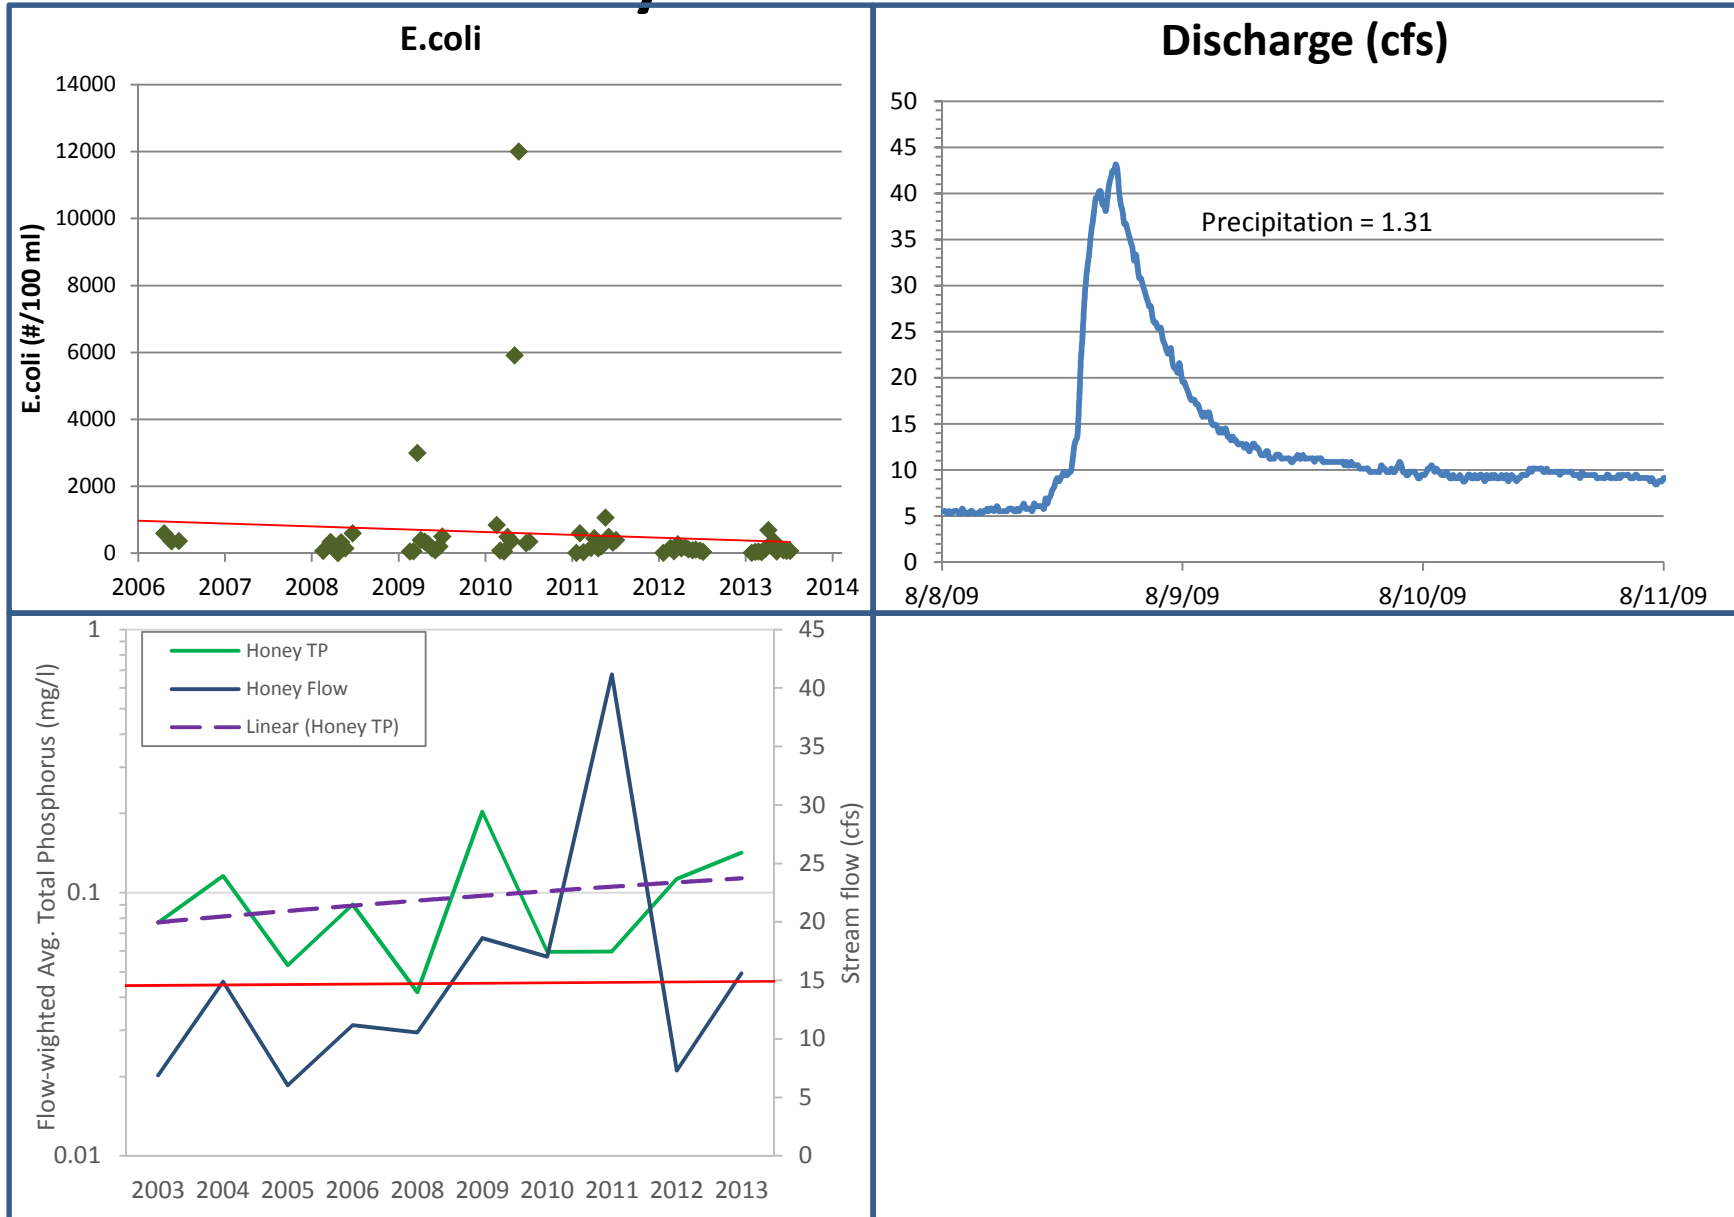 E.coli
14000
12000
10000
8000
6000
4000
2000
0
E.coli (#/100 ml)
2006 2007 2008 2009 2010 2011 2012 2013 2014
Discharge (cfs)
50
45
40
35
30
25
20
15
10
5
0
Precipitation = 1.31
8/8/09 8/9/09 8/10/09 8/11/09
Honey TP
Honey Flow
Linear (Honey TP)
1
0.1
0.01
Flow-wighted Avg. Total Phosphorus (mg/l)
45
40
35
30
25
20
15
10
5
0
Stream flow (cfs)
2003 2004 2005 2006 2008 2009 2010 2011 2012 2013